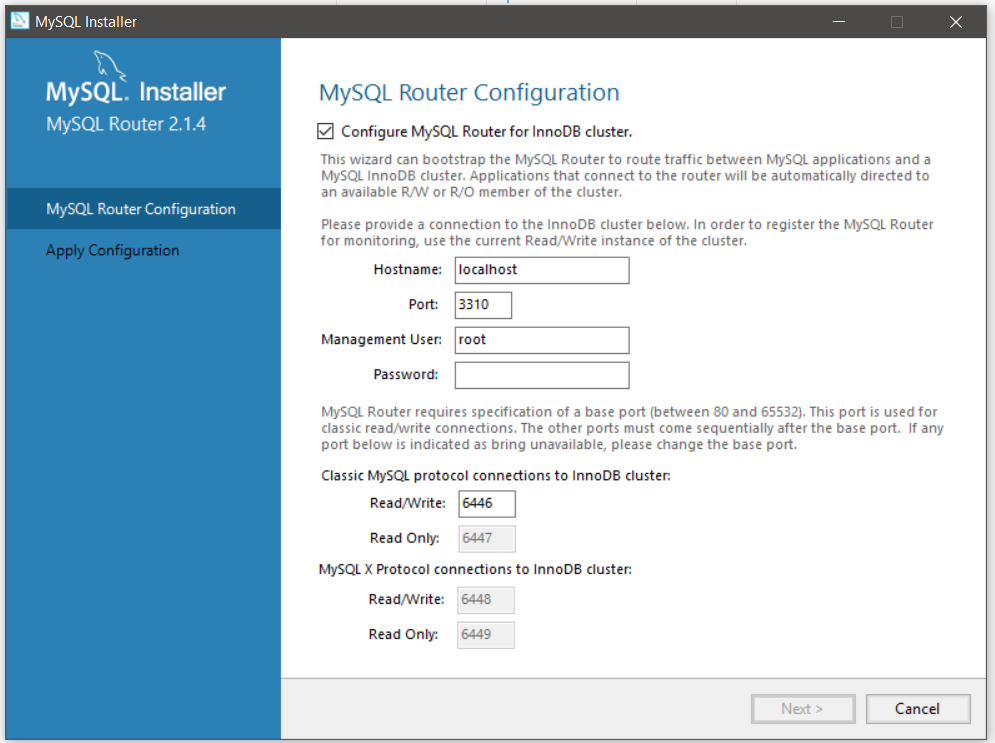 MySQL Installer
MySQL. Installer
MySQL Router 2.1.4
MySQL Router Configuration
Apply Configuration
MySQL Router Configuration
Configure MySQL Router for InnoDB cluster.
This wizard can bootstrap the MySQL Router to route traffic between MySQL applications and a
MySQL InnoDB cluster. Applications that connect to the router will be automatically directed to
an available R/W or R/O member of the cluster.
Please provide a connection to the InnoDB cluster below. In order to register the MySQL Router
for monitoring, use the current Read/Write instance of the cluster.
Hostname: localhost
Port: 3310
Management User: root
Password:
MySQL Router requires specification of a base port (between 80 and 65532). This port is used for
classic read/write connections. The other ports must come sequentially after the base port.  If any
port below is indicated as bring unavailable, please change the base port.
Classic MySQL protocol connections to InnoDB cluster:
Read/Write: 6446
Read Only: 6447
MySQL X Protocol connections to InnoDB cluster:
Read/Write: 6448
Read Only: 6449
Next > Cancel